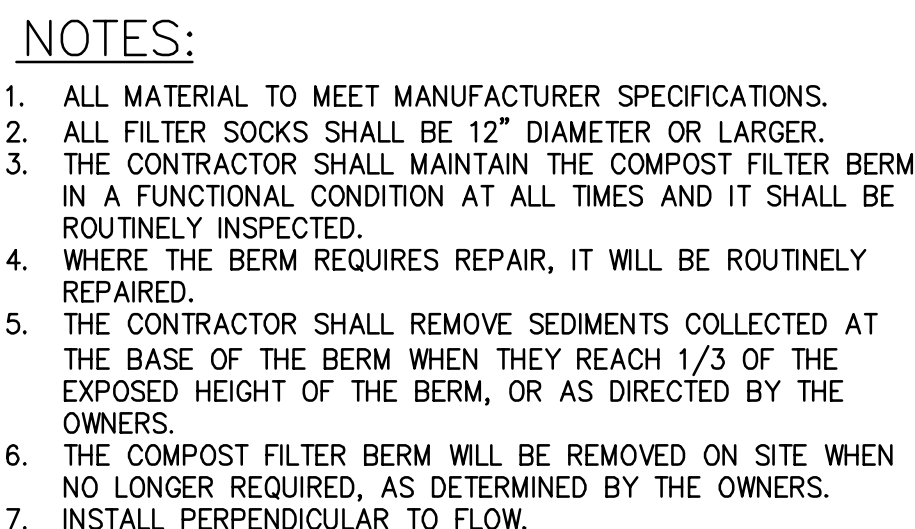 NOTES:
1. ALL MATERIAL TO MEET MANUFACTURER SPECIFICATIONS.
2. ALL FILTER SOCKS SHALL BE 12" DIAMETER OR LARGER.
3. THE CONTRACTOR SHALL MAINTAIN THE COMPOST FILTER BERM
IN A FUNCTIONAL CONDITION AT ALL TIMES AND IT SHALL BE
ROUTINELY INSPECTED.
4. WHERE THE BERM REQUIRES REPAIR, IT WILL BE ROUTINELY
REPAIRED.
5. THE CONTRACTOR SHALL REMOVE SEDIMENTS COLLECTED AT
THE BASE OF THE BERM WHEN THEY REACH 1/3 OF THE
EXPOSED HEIGHT OF THE BERM, OR AS DIRECTED BY THE
OWNERS.
6. THE COMPOST FILTER BERM WILL BE REMOVED ON SITE WHEN
NO LONGER REQUIRED, AS DETERMINED BY THE OWNERS.
7. INSTALL PERPENDICULAR TO FLOW.